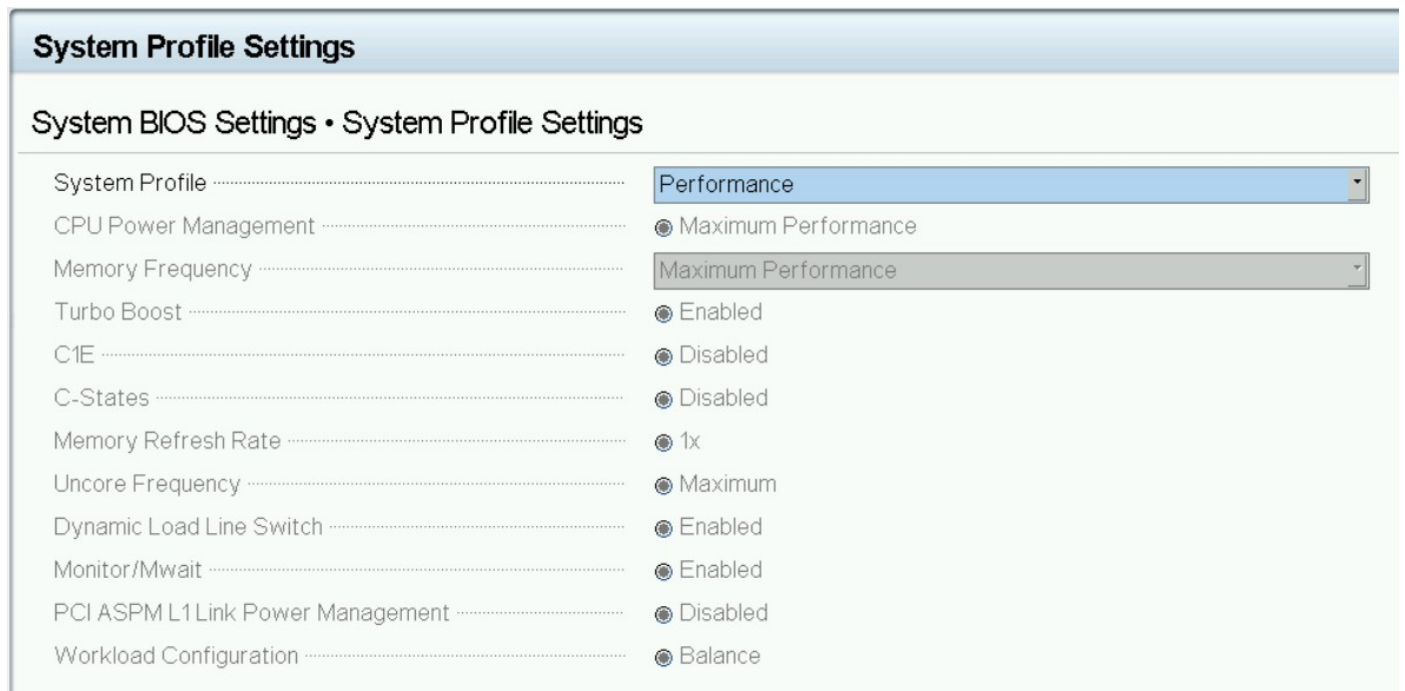 System Profile Settings
System BIOS Settings • System Profile Settings
System Profile Performance
CPU Power Management Maximum Performance
Memory Frequency Maximum Performance
Turbo Boost Enabled
C1E Disabled
C-States Disabled
Memory Refresh Rate 1x
Uncore Frequency Maximum
Dynamic Load Line Switch Enabled
Monitor/Mwait Enabled
PCI ASPM L1 Link Power Management Disabled
Workload Configuration Balance